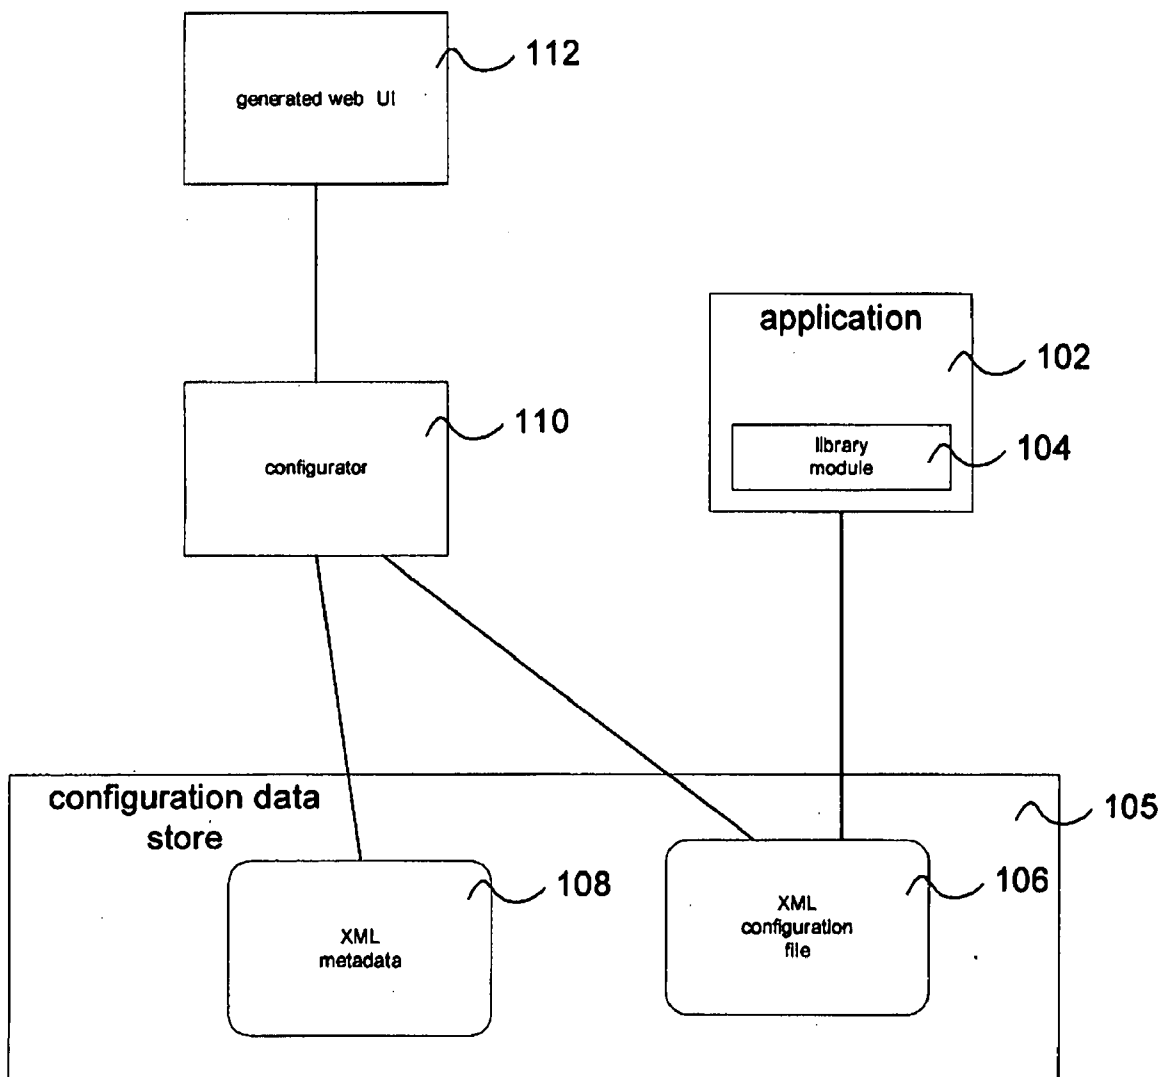 112
generated web UI
application
102
110
library
module
104
configurator
configuration data
store
105
108
106
XML
metadata
XML
configuration
file